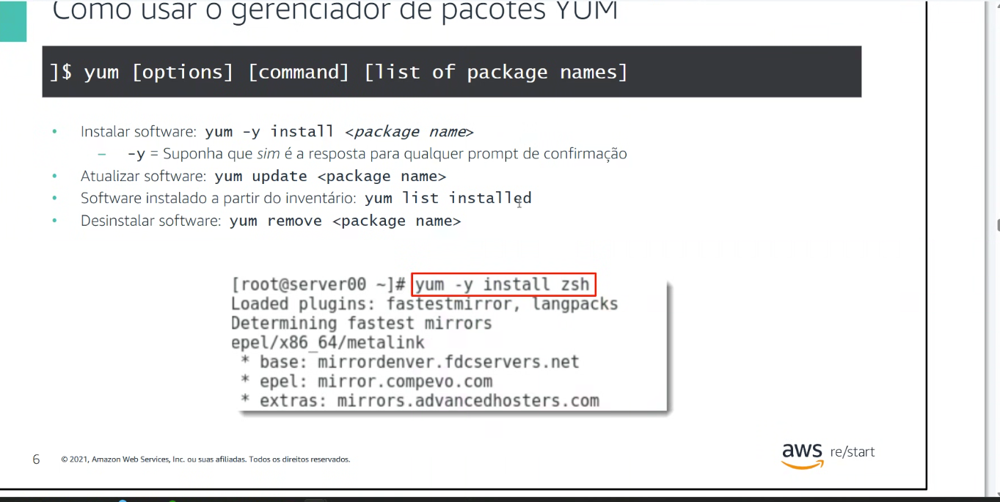 Como usar o gerenciador de pacotes YUM
]$ yum [options] [command] [list of package names]
• Instalar software: yum -y install <package name>
– -y = Suponha que sim é a resposta para qualquer prompt de confirmação
• Atualizar software: yum update <package name>
• Software instalado a partir do inventário: yum list installed
• Desinstalar software: yum remove <package name>
[root@server00 ~]# yum -y install zsh
Loaded plugins: fastestmirror, langpacks
Determining fastest mirrors
epel/x86_64/metalink
* base: mirrordenver.fdcservers.net
* epel: mirror.compevo.com
* extras: mirrors.advancedhosters.com
6 © 2021, Amazon Web Services, Inc. ou suas afiliadas. Todos os direitos reservados.
aws re/start